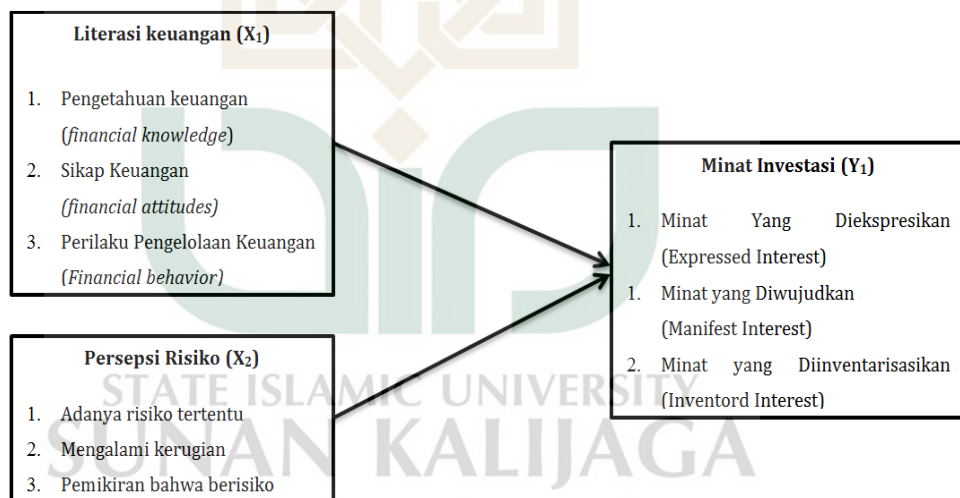 Literasi keuangan (X₁)
1. Pengetahuan keuangan
(financial knowledge)
2. Sikap Keuangan
(financial attitudes)
3. Perilaku Pengelolaan Keuangan
(Financial behavior)
Persepsi Risiko (X₂)
1. Adanya risiko tertentu
2. Mengalami kerugian
3. Pemikiran bahwa berisiko
Minat Investasi (Y₁)
1. Minat Yang Diekspresikan
(Expressed Interest)
1. Minat yang Diwujudkan
(Manifest Interest)
2. Minat yang Diinventarisasikan
(Inventord Interest)
STATE ISLAMIC UNIVERSITY
SUNAN KALIJAGA